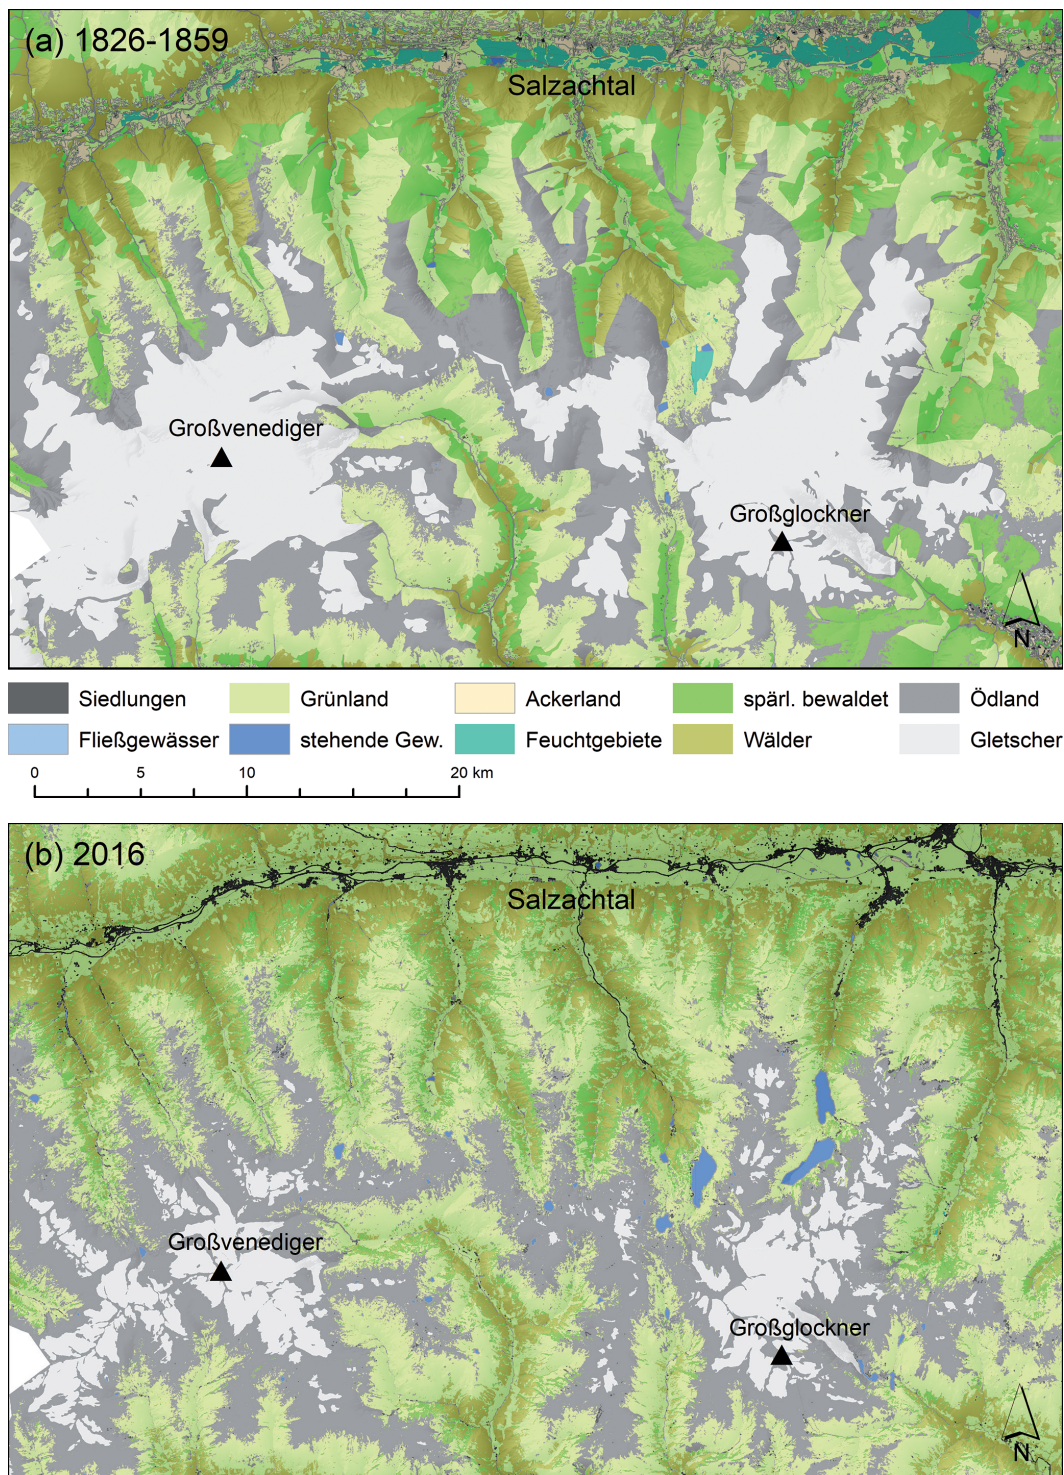 (a) 1826-1859
Salzachtal
Großvenediger
Großglockner
N
Siedlungen Grünland Ackerland spärl. bewaldet Ödland
Fließgewässer stehende Gew. Feuchtgebiete Wälder Gletscher
0 5 10 20 km
(b) 2016
Salzachtal
Großvenediger
Großglockner
N